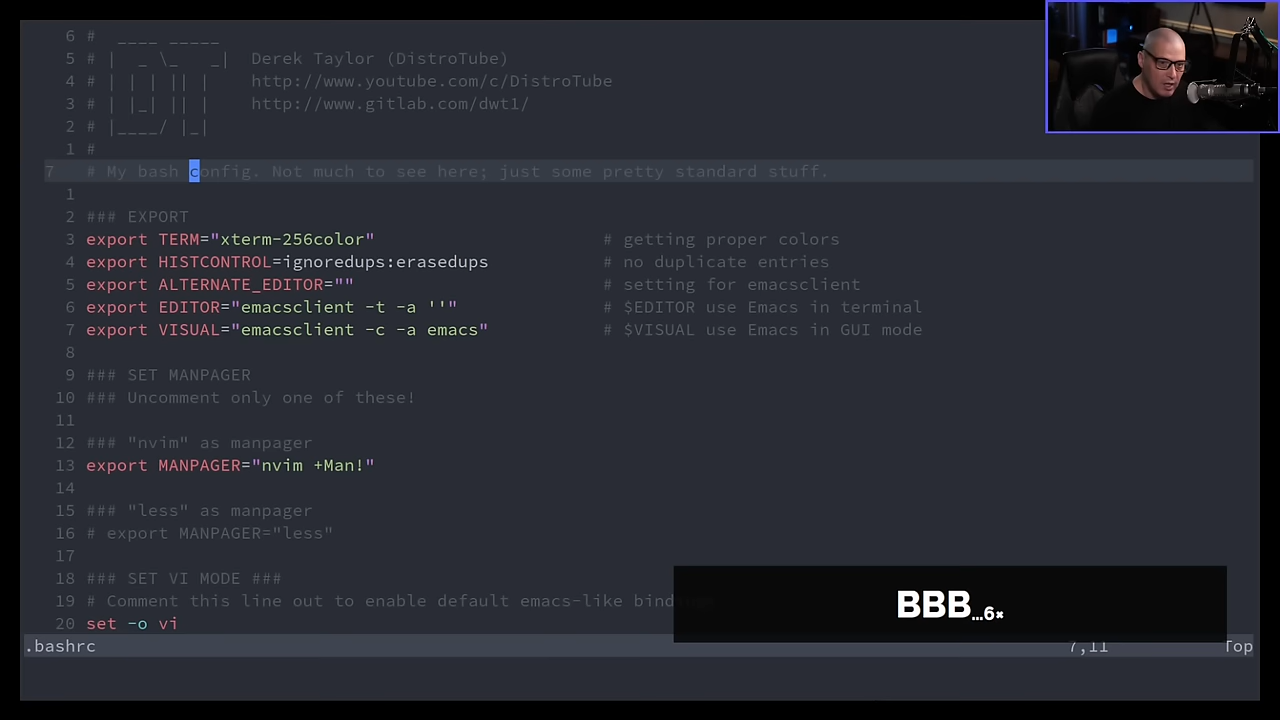 6 #  ____ _____
5 # |  _ \_   _|  Derek Taylor (DistroTube)
4 # | | | || |    http://www.youtube.com/c/DistroTube
3 # | |_| || |    http://www.gitlab.com/dwt1/
2 # |____/ |_|
1 #
7 # My bash config. Not much to see here; just some pretty standard stuff.
1
2 ### EXPORT
3 export TERM="xterm-256color" # getting proper colors
4 export HISTCONTROL=ignoredups:erasedups # no duplicate entries
5 export ALTERNATE_EDITOR="" # setting for emacsclient
6 export EDITOR="emacsclient -t -a ''" # $EDITOR use Emacs in terminal
7 export VISUAL="emacsclient -c -a emacs" # $VISUAL use Emacs in GUI mode
8
9 ### SET MANPAGER
10 ### Uncomment only one of these!
11
12 ### "nvim" as manpager
13 export MANPAGER="nvim +Man!"
14
15 ### "less" as manpager
16 # export MANPAGER="less"
17
18 ### SET VI MODE ###
19 # Comment this line out to enable default emacs-like bindings
20 set -o vi
BBB...6×
.bashrc 7,11 Top